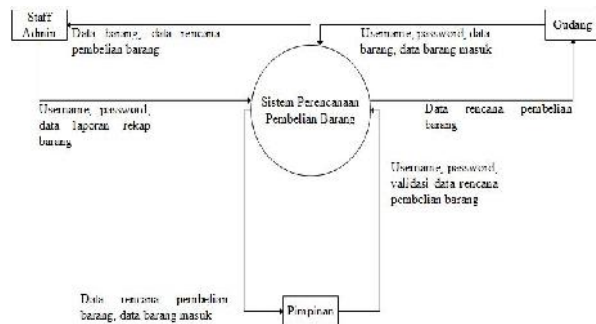 Staff
Admin
Data barang, data rencana
pembelian barang
Username, password, data
barang, data barang masuk
Gudang
Username, password,
data laporan rekap
barang
Sistem Perencanaan
Pembelian Barang
Data rencana pembelian
barang
Username, password,
validasi data rencana
pembelian barang
Data rencana pembelian
barang, data barang masuk
Pimpinan